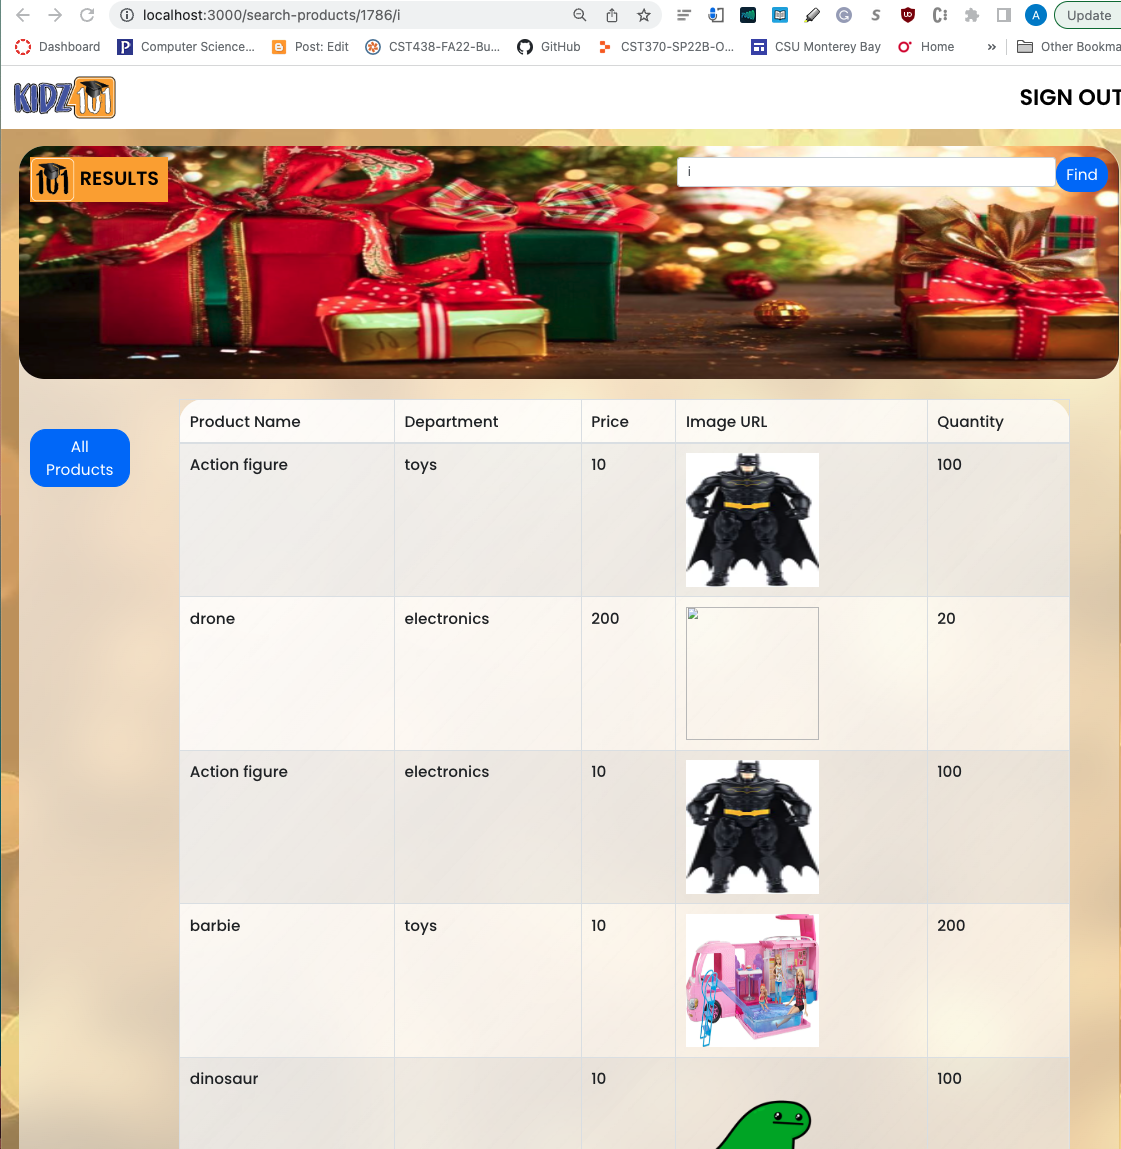 localhost:3000/search-products/1786/i
A
Update
Dashboard
P
Computer Science...
Post: Edit
CST438-FA22-Bu...
GitHub
CST370-SP22B-O...
CSU Monterey Bay
Home
»
Other Bookma
KIDZ 101
SIGN OUT
101 RESULTS
i
Find
All
Products
Product Name Department Price Image URL Quantity
Action figure toys 10 100
drone electronics 200 20
Action figure electronics 10 100
barbie toys 10 200
dinosaur 10 100